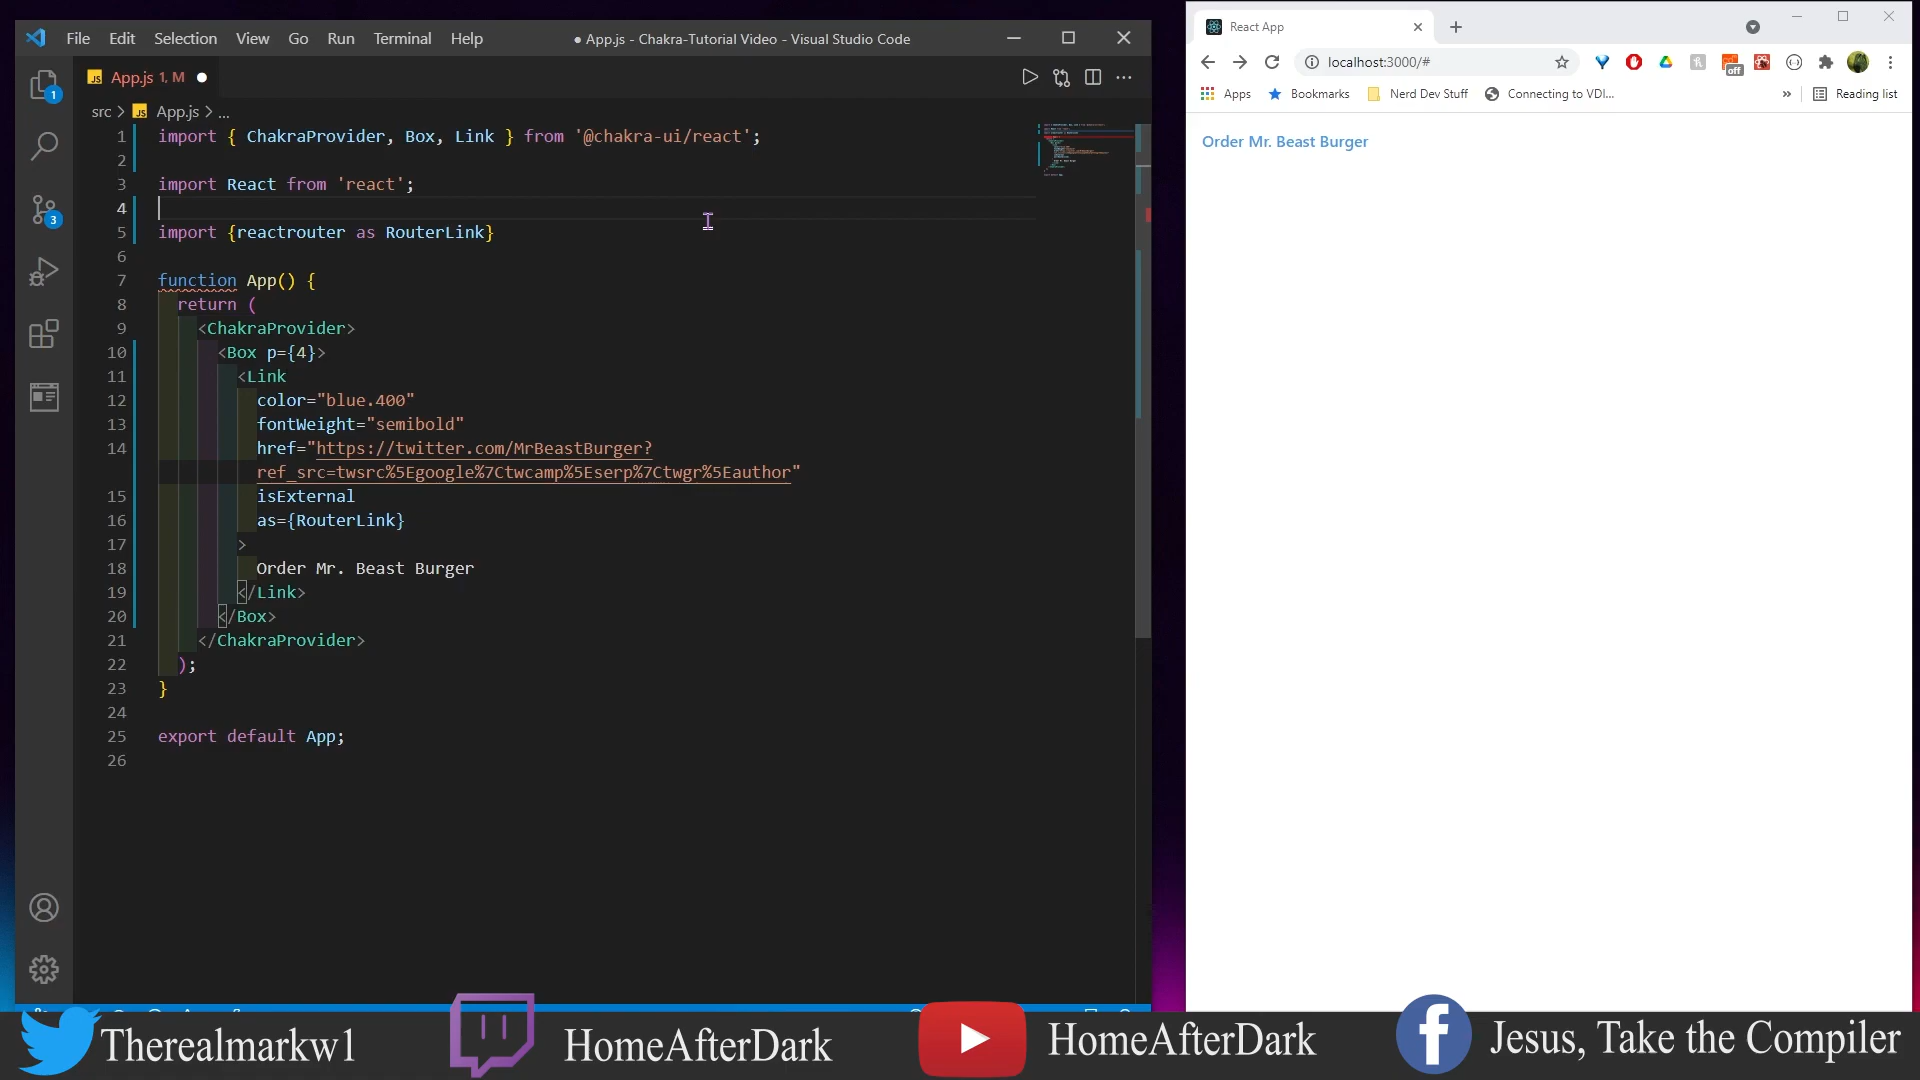 File Edit Selection View Go Run Terminal Help
● App.js - Chakra-Tutorial Video - Visual Studio Code
JS App.js 1, M ●
src > JS App.js > ...
1 import { ChakraProvider, Box, Link } from '@chakra-ui/react';
2
3 import React from 'react';
4
5 import {reactrouter as RouterLink}
6
7 function App() {
8 return (
9 <ChakraProvider>
10 <Box p={4}>
11 <Link
12 color="blue.400"
13 fontWeight="semibold"
14 href="https://twitter.com/MrBeastBurger?
ref_src=twsrc%5Egoogle%7Ctwcamp%5Eserp%7Ctwgr%5Eauthor"
15 isExternal
16 as={RouterLink}
17 >
18 Order Mr. Beast Burger
19 </Link>
20 </Box>
21 </ChakraProvider>
22 );
23 }
24
25 export default App;
26
1
3
React App
localhost:3000/#
off
Apps Bookmarks Nerd Dev Stuff Connecting to VDI... » Reading list
Order Mr. Beast Burger
Therealmarkw1 HomeAfterDark HomeAfterDark Jesus, Take the Compiler